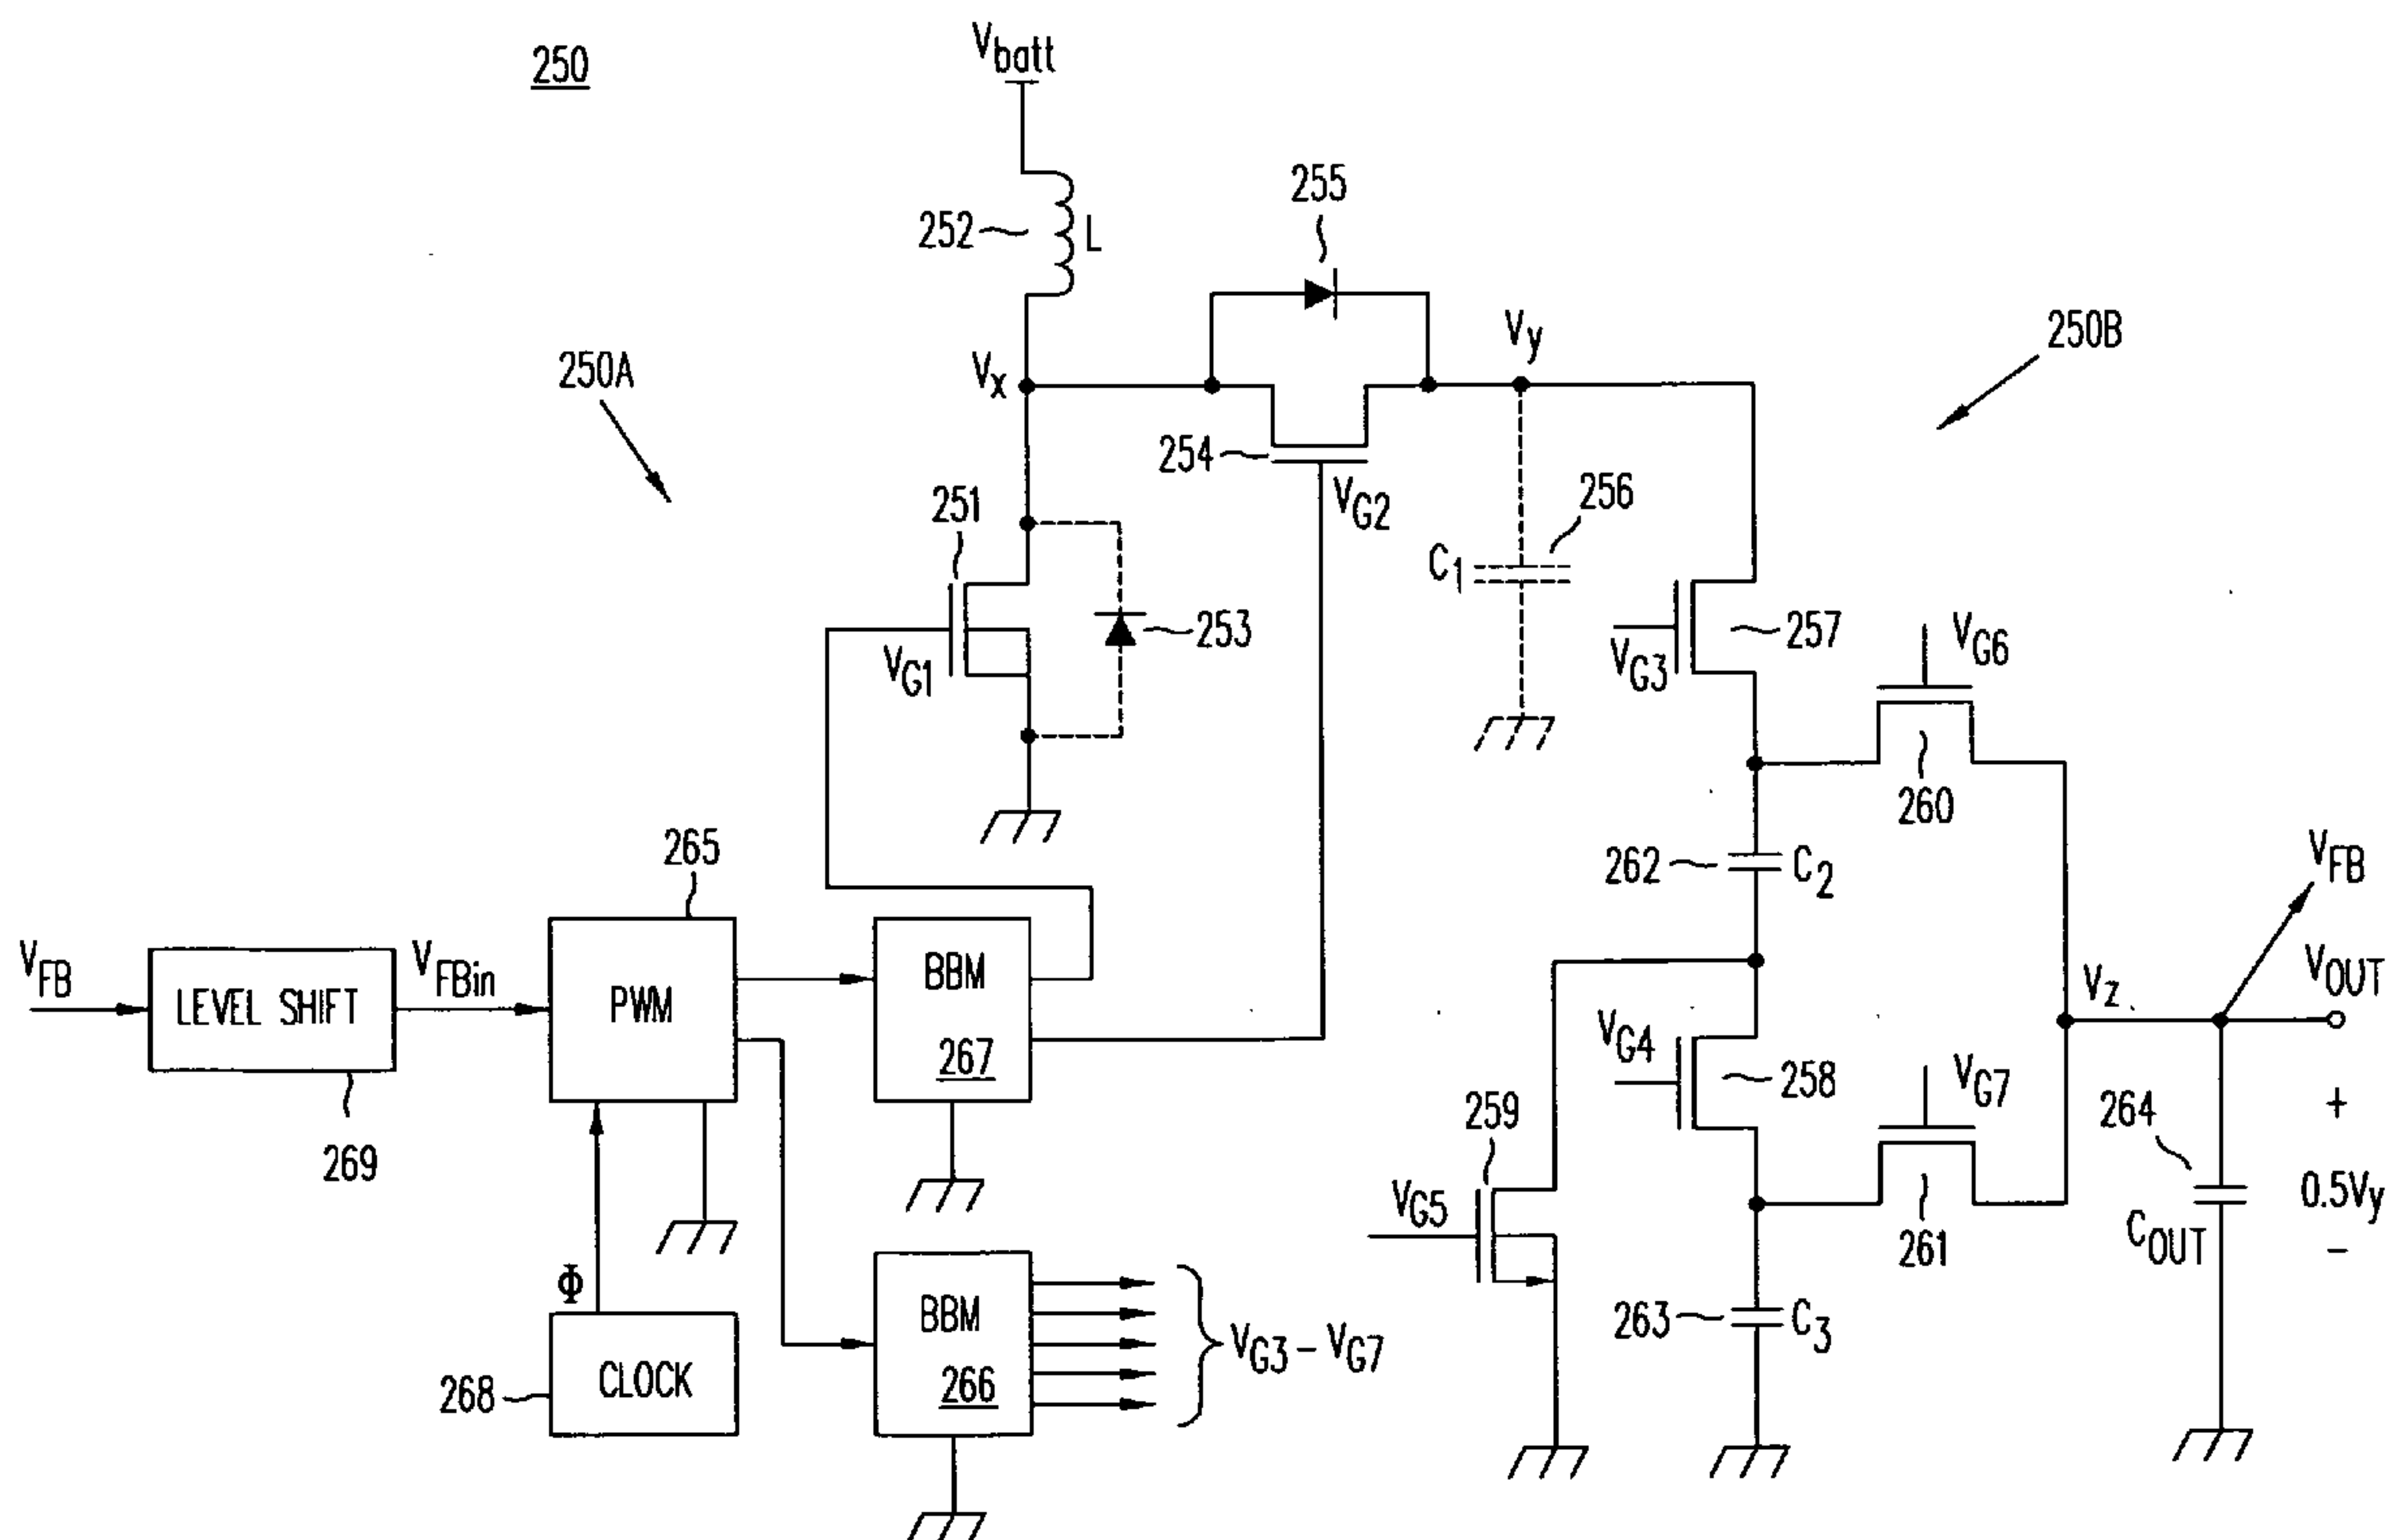 250
Vbatt
252
L
255
250A
Vx
Vy
250B
254
VG2
256
C1
251
253
VG1
257
VG3
VG6
260
265
262
C2
VFB
VOUT
VFB
LEVEL SHIFT
VFBin
PWM
BBM
267
269
VG4
258
VG7
Vz
264
+
0.5Vy
−
COUT
259
VG5
261
Φ
CLOCK
268
BBM
266
VG3 – VG7
263
C3